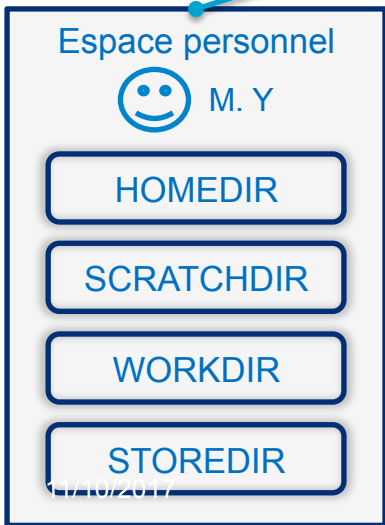 Espace personnel
M. Y
HOMEDIR
SCRATCHDIR
WORKDIR
STOREDIR
11/10/2017